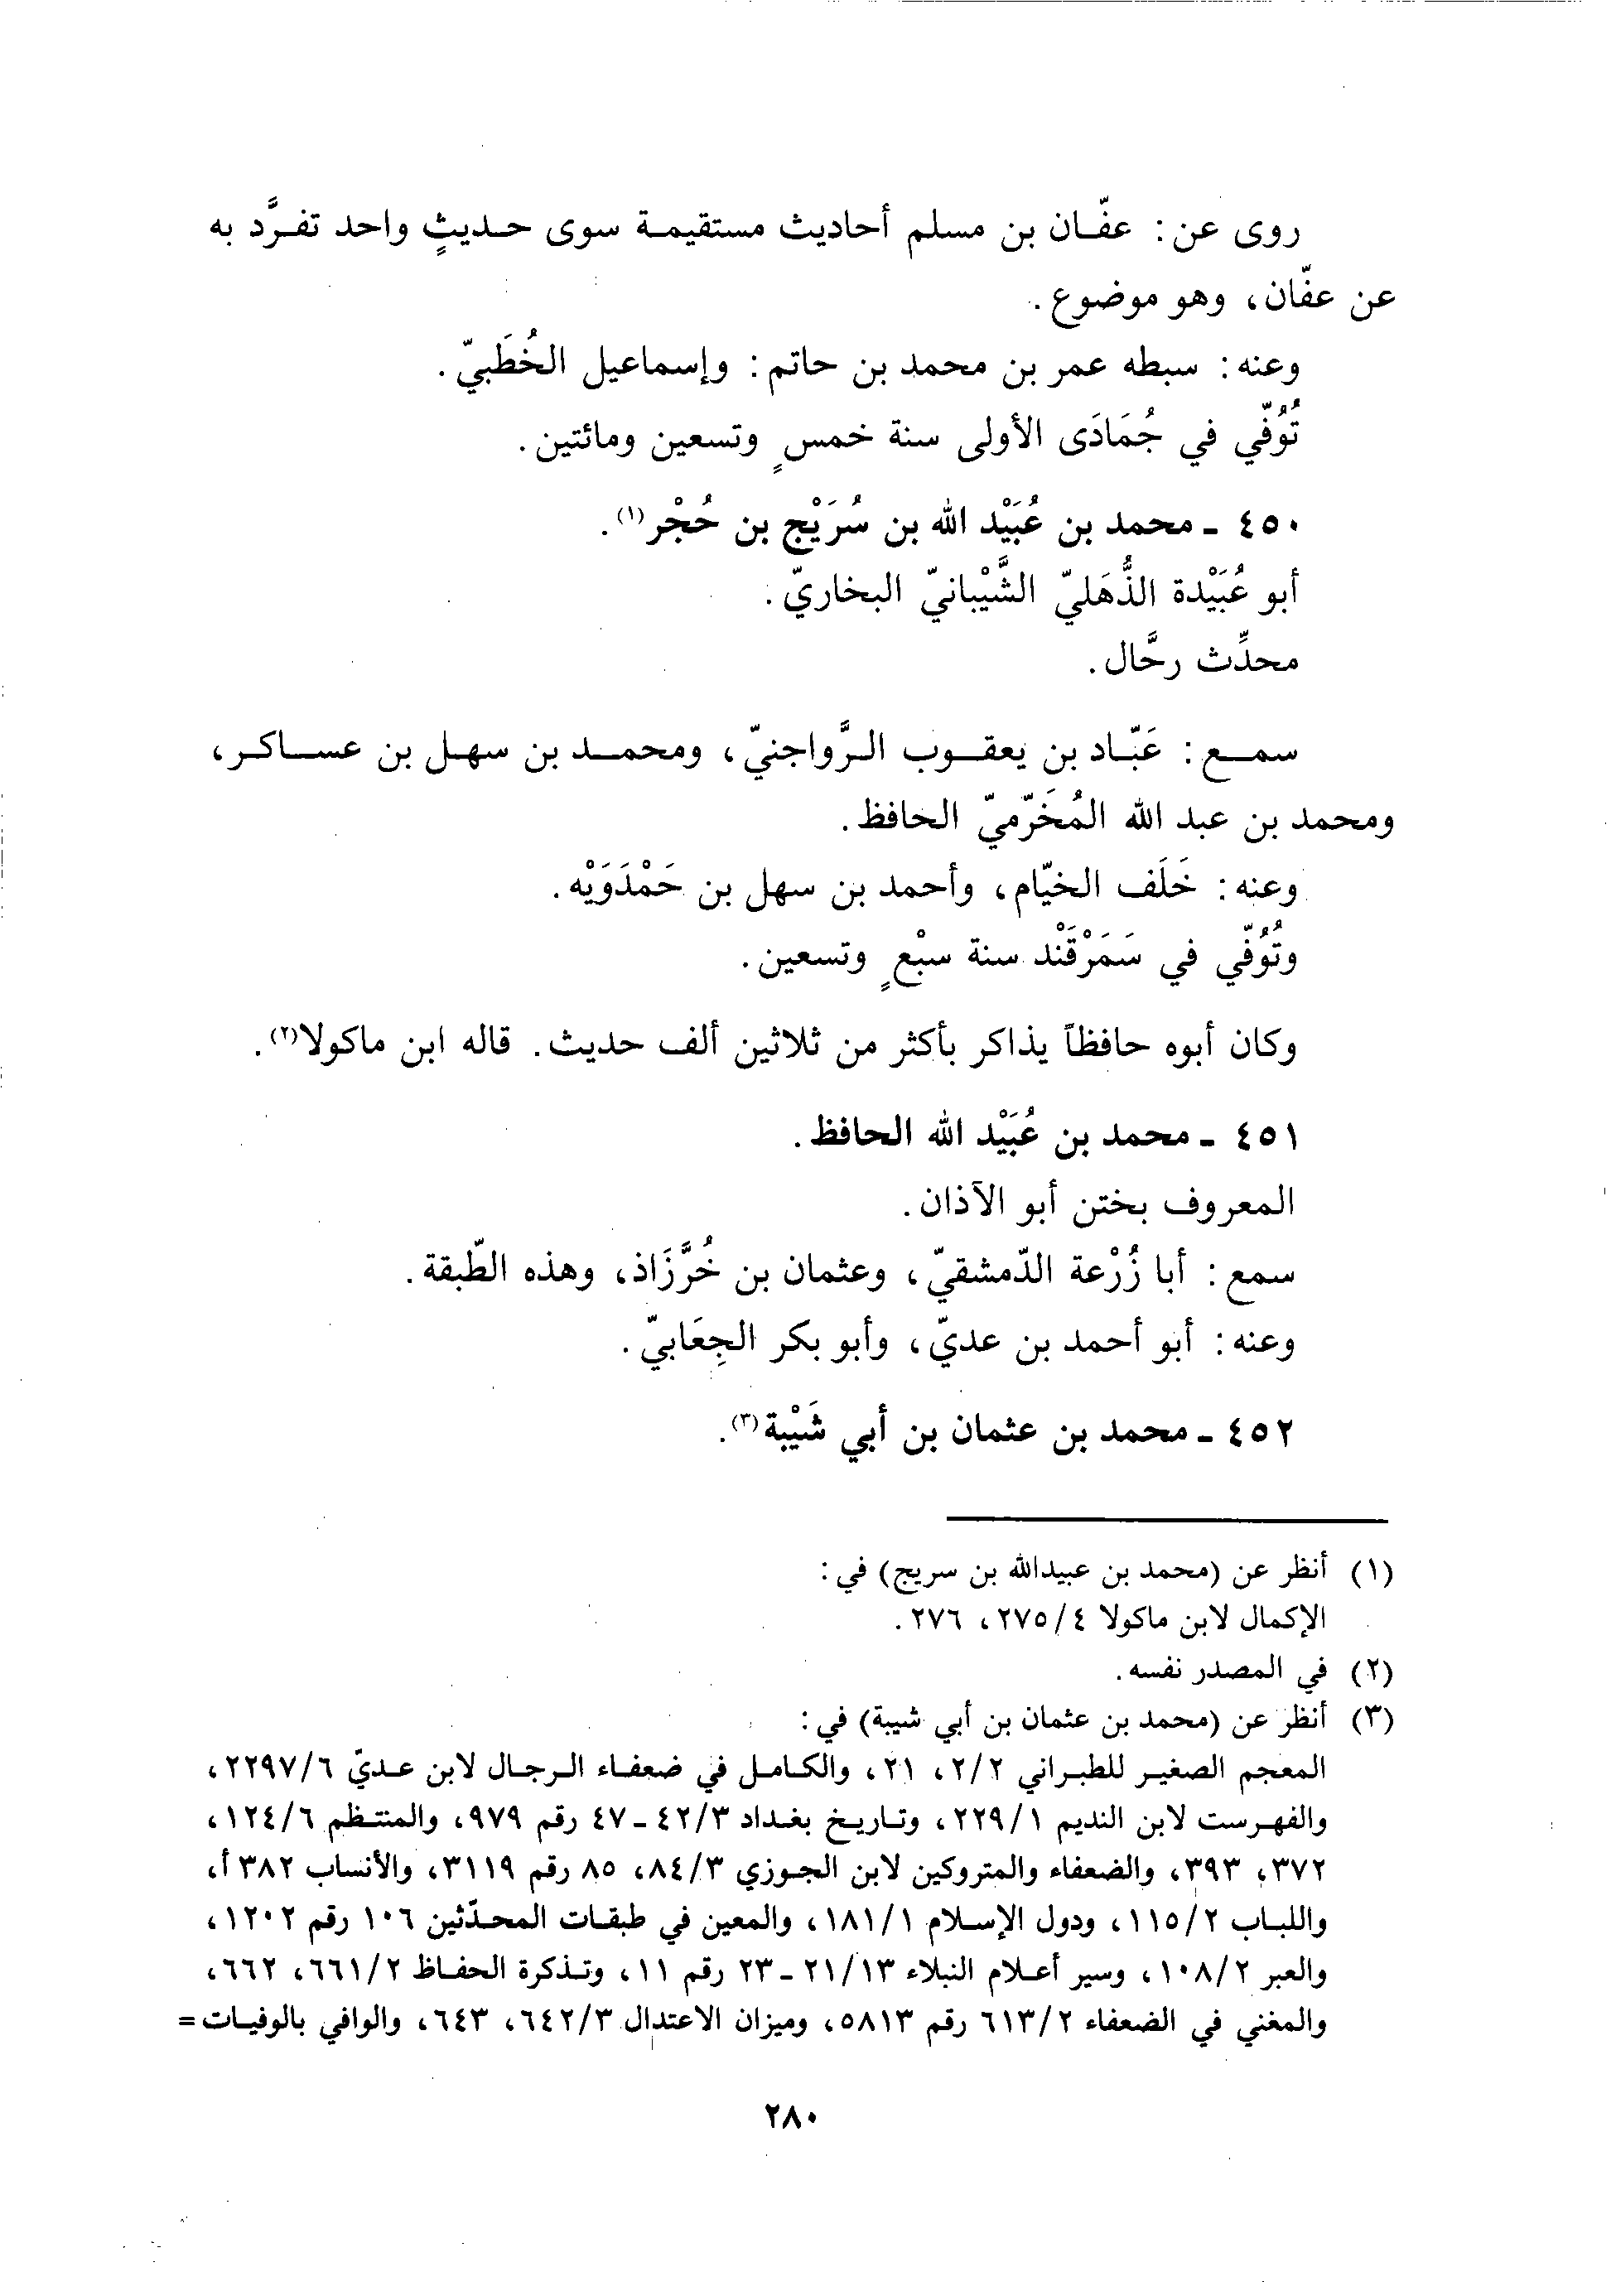 روى عن: عفّان بن مسلم أحاديث مستقيمة سوى حديثٍ واحد تفرَّد به
عن عفّان، وهو موضوع.
وعنه: سبطه عمر بن محمد بن حاتم: وإسماعيل الخُطَبيّ.
تُوُفّي في جُمَادَى الأولى سنة خمسٍ وتسعين ومائتين.
٤٥٠ ـ محمد بن عُبَيْد الله بن سُرَيْج بن حُجْر(١).
أبو عُبَيْدة الذُّهَليّ الشَّيْبانيّ البخاريّ.
محدِّث رحَّال.
سمع: عَبّاد بن يعقوب الرَّواجنيّ، ومحمد بن سهل بن عساكر،
ومحمد بن عبد الله المُخَرّميّ الحافظ.
وعنه: خَلَف الخيّام، وأحمد بن سهل بن حَمْدَوَيْه.
وتُوُفّي في سَمَرْقَنْد سنة سبْعٍ وتسعين.
وكان أبوه حافظاً يذاكر بأكثر من ثلاثين ألف حديث. قاله ابن ماكولا(٢).
٤٥١ ـ محمد بن عُبَيْد الله الحافظ.
المعروف بختن أبو الآذان.
سمع: أبا زُرْعة الدّمشقيّ، وعثمان بن خُرَّزَاذ، وهذه الطّبقة.
وعنه: أبو أحمد بن عديّ، وأبو بكر الجِعَابيّ.
٤٥٢ ـ محمد بن عثمان بن أبي شَيْبة(٣).
(١) أنظر عن (محمد بن عبيدالله بن سريج) في:
الإكمال لابن ماكولا ٤/٢٧٥، ٢٧٦.
(٢) في المصدر نفسه.
(٣) أنظر عن (محمد بن عثمان بن أبي شيبة) في:
المعجم الصغير للطبراني ٢/٢، ٢١، والكامل في ضعفاء الرجال لابن عديّ ٦/٢٢٩٧،
والفهرست لابن النديم ١/٢٢٩، وتاريخ بغداد ٣/٤٢ ـ ٤٧ رقم ٩٧٩، والمنتظم ٦/١٢٤،
٣٧٢، ٣٩٣، والضعفاء والمتروكين لابن الجوزي ٣/٨٤، ٨٥ رقم ٣١١٩، والأنساب ٣٨٢ أ،
واللباب ٢/١١٥، ودول الإسلام ١/١٨١، والمعين في طبقات المحدّثين ١٠٦ رقم ١٢٠٢،
والعبر ٢/١٠٨، وسير أعلام النبلاء ١٣/٢١ ـ ٢٣ رقم ١١، وتذكرة الحفاظ ٢/٦٦١، ٦٦٢،
والمغني في الضعفاء ٢/٦١٣ رقم ٥٨١٣، وميزان الاعتدال ٣/٦٤٢، ٦٤٣، والوافي بالوفيات =
٢٨٠